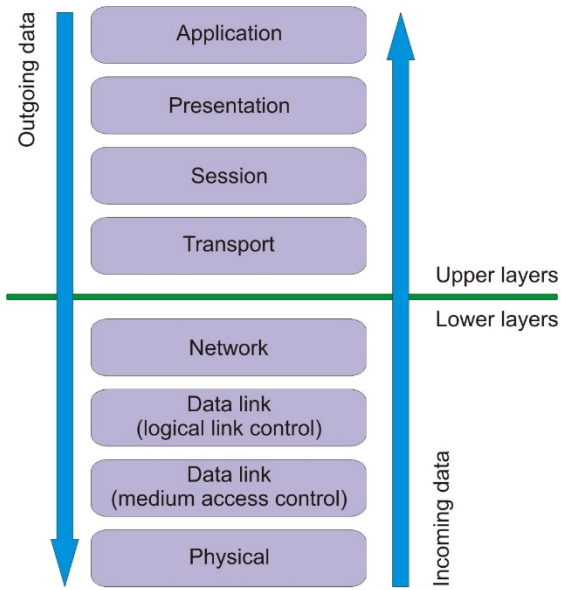 Outgoing data
Application
Presentation
Session
Transport
Upper layers
Lower layers
Network
Data link
(logical link control)
Data link
(medium access control)
Physical
Incoming data